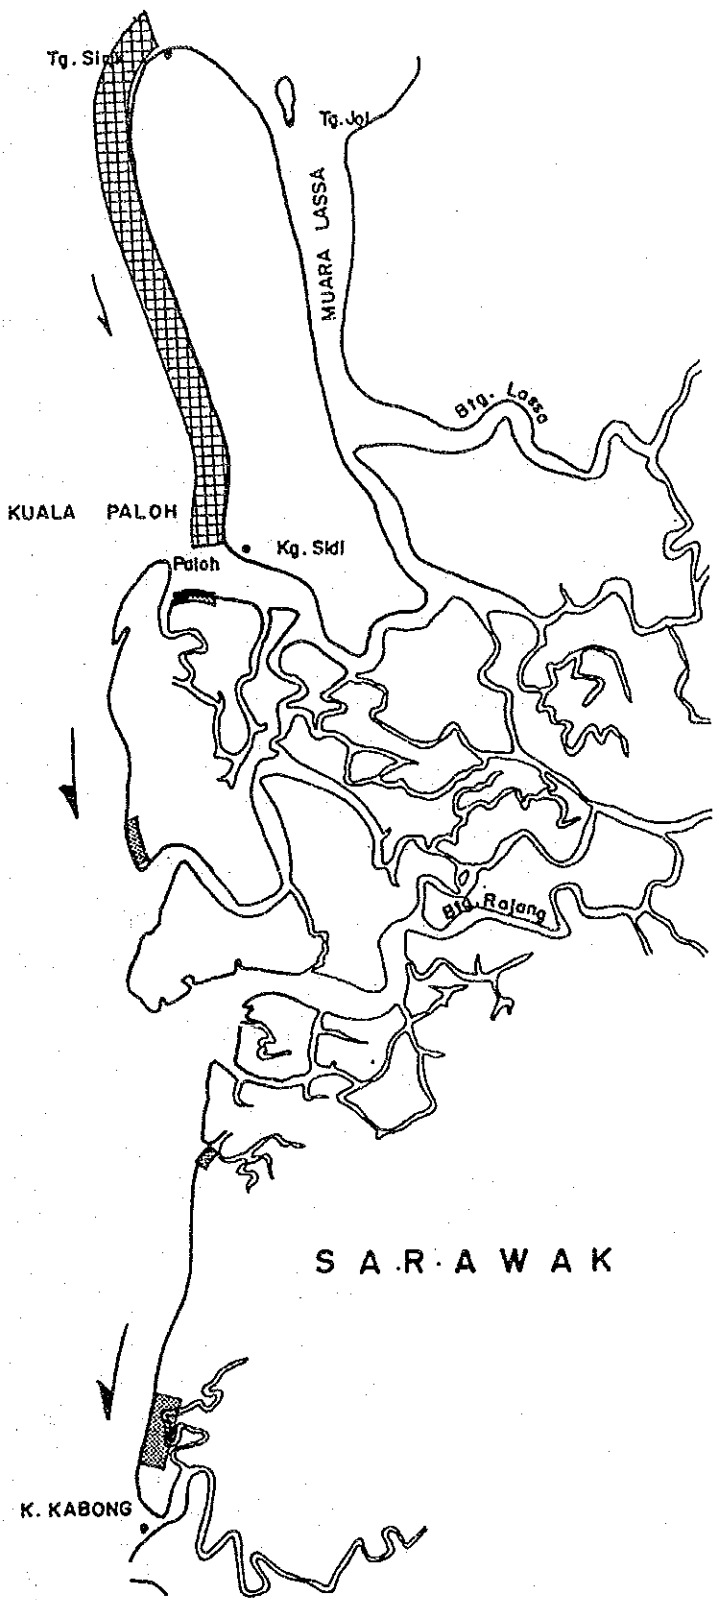 Tg. Sirik
Tg. Jol
MUARA LASSA
Btg. Lassa
KUALA PALOH
Kg. Sidi
Paloh
Btg. Rajang
SARAWAK
K. KABONG